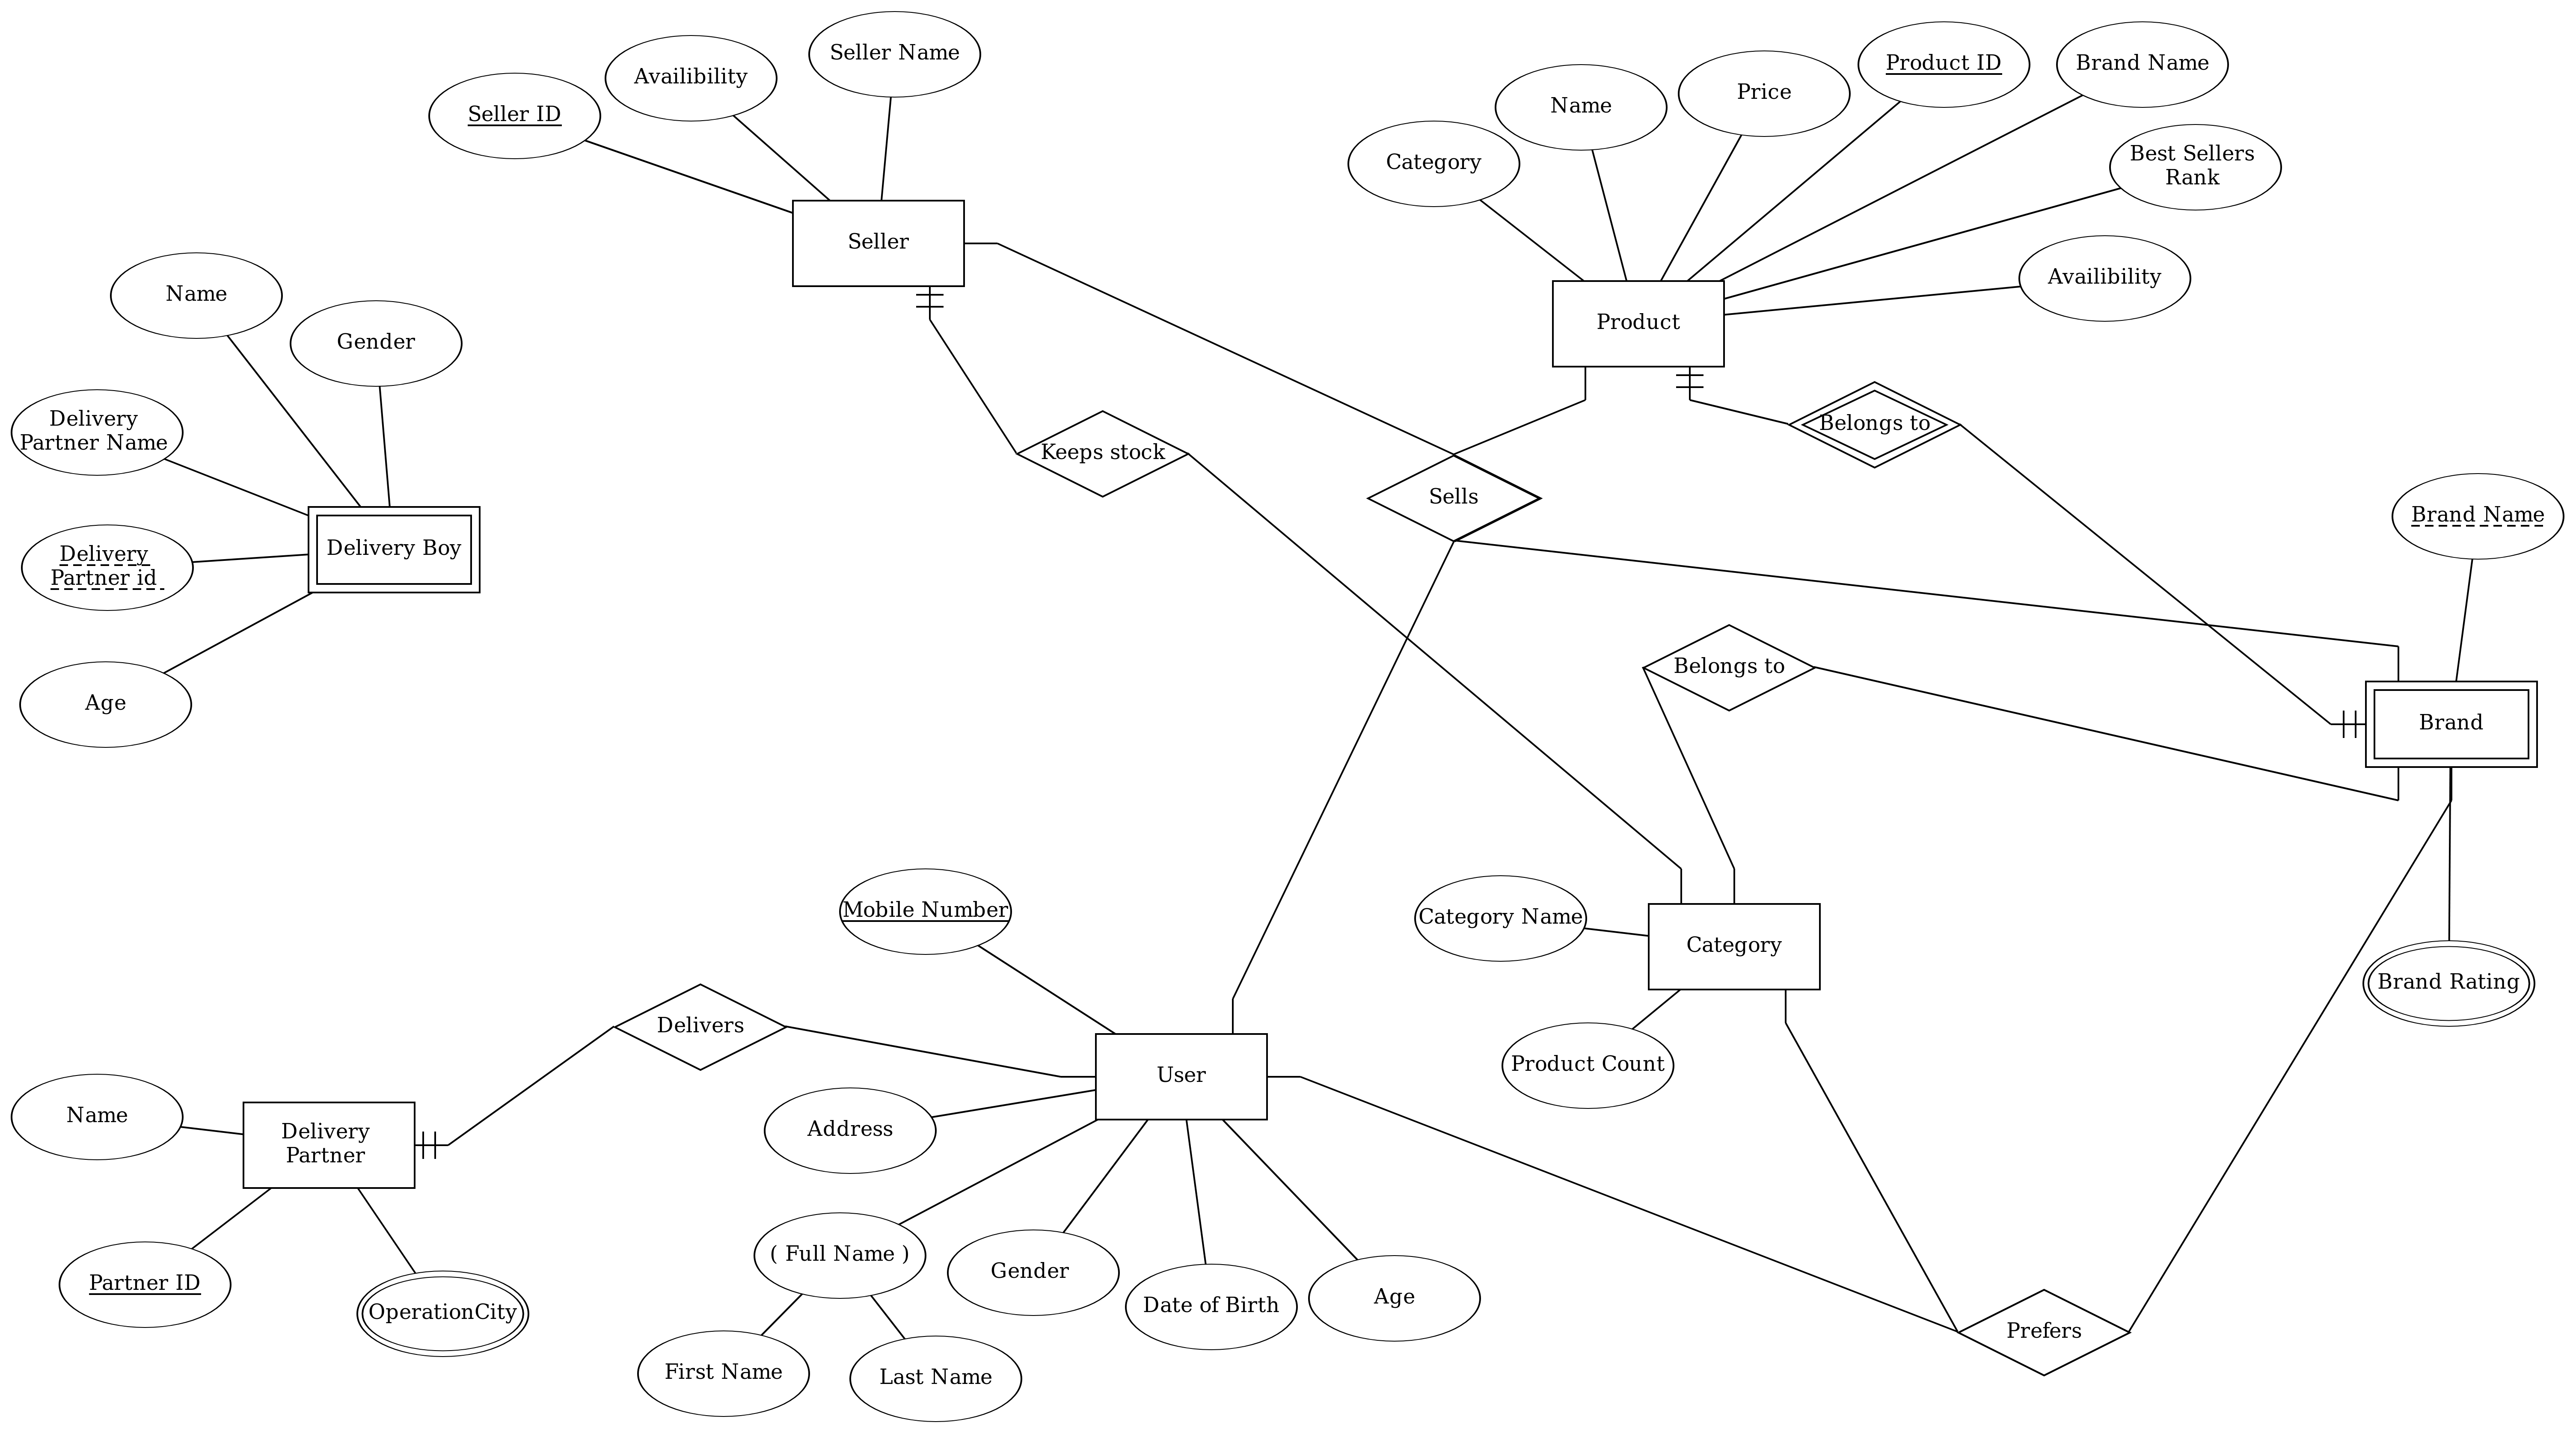 Seller Name
Availibility
Seller ID
Seller
Product ID
Brand Name
Price
Name
Category
Best Sellers
Rank
Availibility
Product
Name
Gender
Delivery
Partner Name
Delivery Boy
Delivery
Partner id
Age
Keeps stock
Sells
Belongs to
Brand Name
Belongs to
Brand
Mobile Number
Category Name
Category
Product Count
Brand Rating
Delivers
User
Address
Name
Delivery
Partner
Partner ID
OperationCity
( Full Name )
Gender
Date of Birth
Age
First Name
Last Name
Prefers